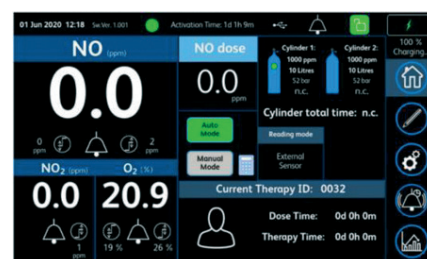 01 Jun 2020 12:18 Sw.Ver. 1.001 Activation Time: 1d 1h 9m
100 %
Charging.
NO (ppm)
0.0
0
ppm
2
ppm
NO dose
0.0
ppm
Auto
Mode
Manual
Mode
Cylinder 1:
1000 ppm
10 Litres
52 bar
n.c.
Cylinder 2:
1000 ppm
10 Litres
52 bar
n.c.
Cylinder total time: n.c.
Reading mode
External
Sensor
NO2 (ppm)
0.0
1
ppm
O2 (%)
20.9
19 %
26 %
Current Therapy ID: 0032
Dose Time: 0d 0h 0m
Therapy Time: 0d 0h 0m